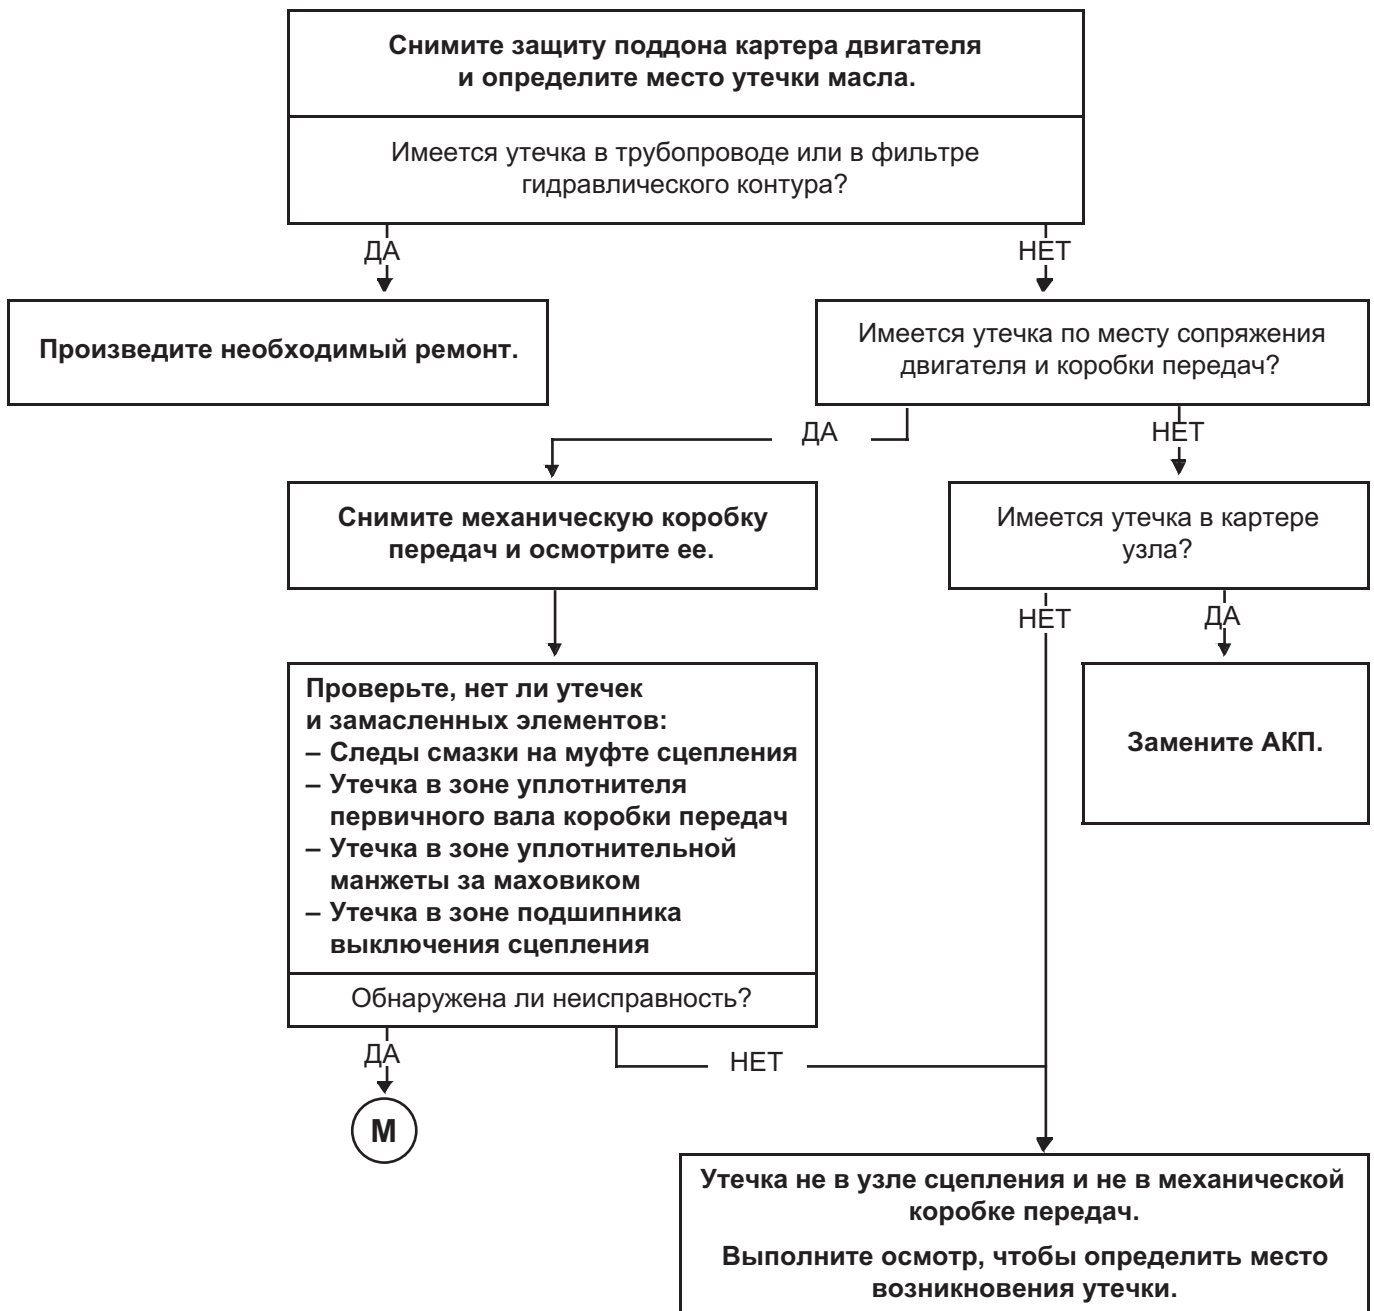 Снимите защиту поддона картера двигателя
и определите место утечки масла.
Имеется утечка в трубопроводе или в фильтре
гидравлического контура?
ДА
НЕТ
Произведите необходимый ремонт.
Имеется утечка по месту сопряжения
двигателя и коробки передач?
ДА
НЕТ
Снимите механическую коробку
передач и осмотрите ее.
Имеется утечка в картере
узла?
НЕТ
ДА
Проверьте, нет ли утечек
и замасленных элементов:
– Следы смазки на муфте сцепления
– Утечка в зоне уплотнителя
первичного вала коробки передач
– Утечка в зоне уплотнительной
манжеты за маховиком
– Утечка в зоне подшипника
выключения сцепления
Замените АКП.
Обнаружена ли неисправность?
ДА
НЕТ
М
Утечка не в узле сцепления и не в механической
коробке передач.
Выполните осмотр, чтобы определить место
возникновения утечки.